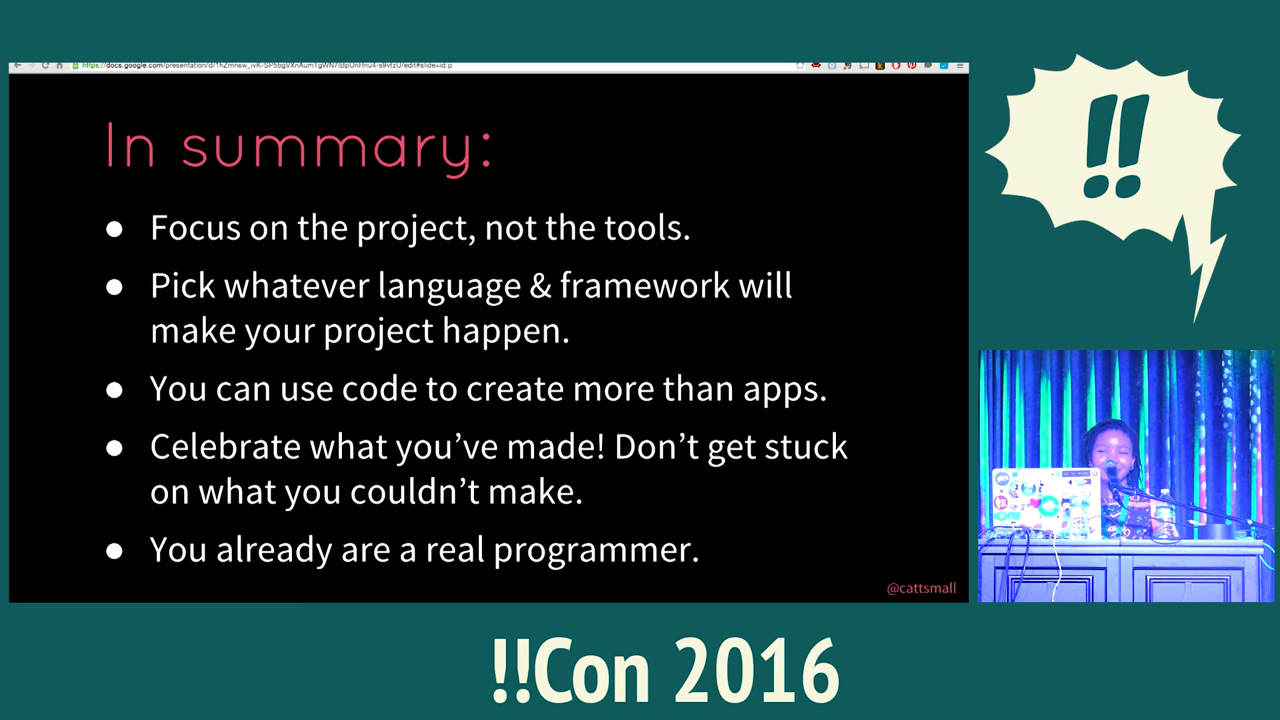 In summary:
● Focus on the project, not the tools.
● Pick whatever language & framework will
make your project happen.
● You can use code to create more than apps.
● Celebrate what you've made! Don't get stuck
on what you couldn't make.
● You already are a real programmer.
@cattsmall
!!
!!Con 2016